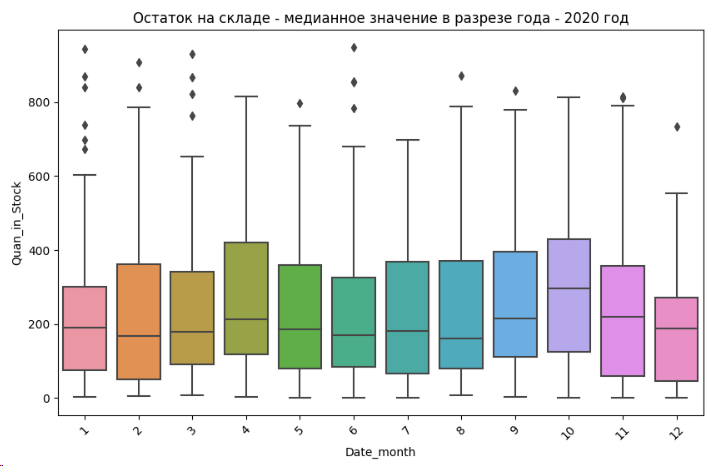 Остаток на складе - медианное значение в разрезе года - 2020 год
Quan_in_Stock
800
600
400
200
0
1 2 3 4 5 6 7 8 9 10 11 12
Date_month